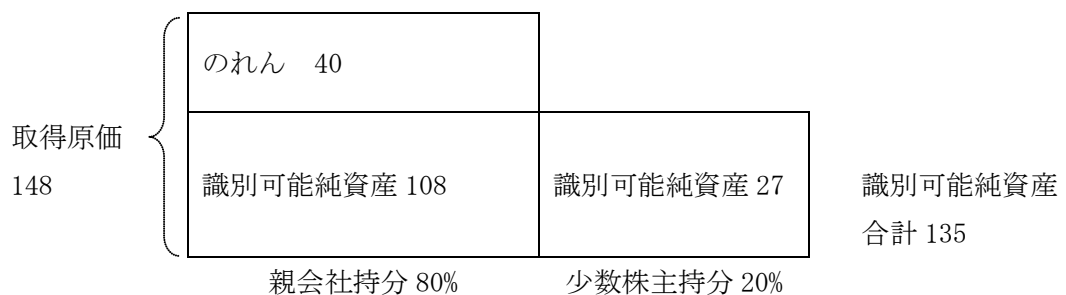 のれん　40
取得原価
148
識別可能純資産 108
識別可能純資産 27
識別可能純資産
合計 135
親会社持分 80%
少数株主持分 20%